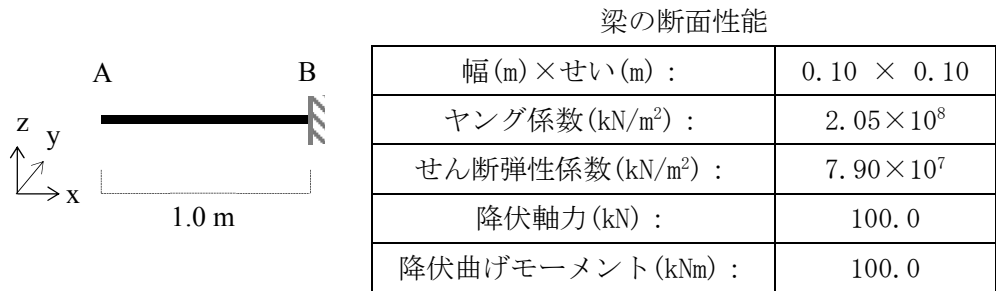 梁の断面性能
A
B
z
y
x
1.0 m
幅(m)×せい(m) : 0.10 × 0.10
ヤング係数(kN/m²) : 2.05×10⁸
せん断弾性係数(kN/m²) : 7.90×10⁷
降伏軸力(kN) : 100.0
降伏曲げモーメント(kNm) : 100.0